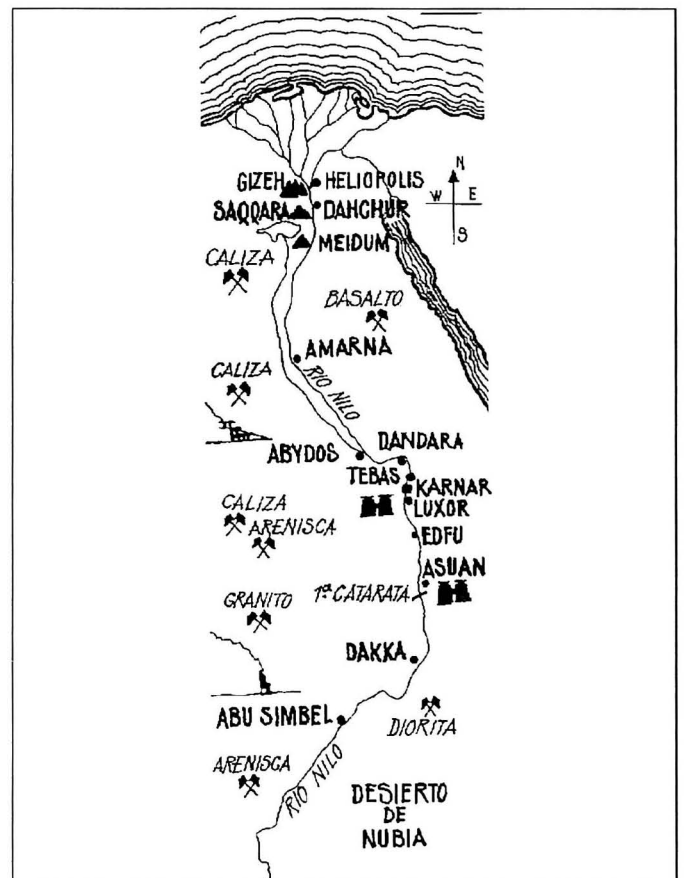 GIZEH
HELIOPOLIS
N
W E
S
SAQQARA
DAHCHUR
MEIDUM
CALIZA
BASALTO
AMARNA
RIO NILO
CALIZA
DANDARA
ABYDOS
TEBAS
KARNAR
LUXOR
CALIZA
ARENISCA
EDFU
ASUAN
1ª CATARATA
GRANITO
DAKKA
ABU SIMBEL
DIORITA
ARENISCA
RIO NILO
DESIERTO
DE
NUBIA